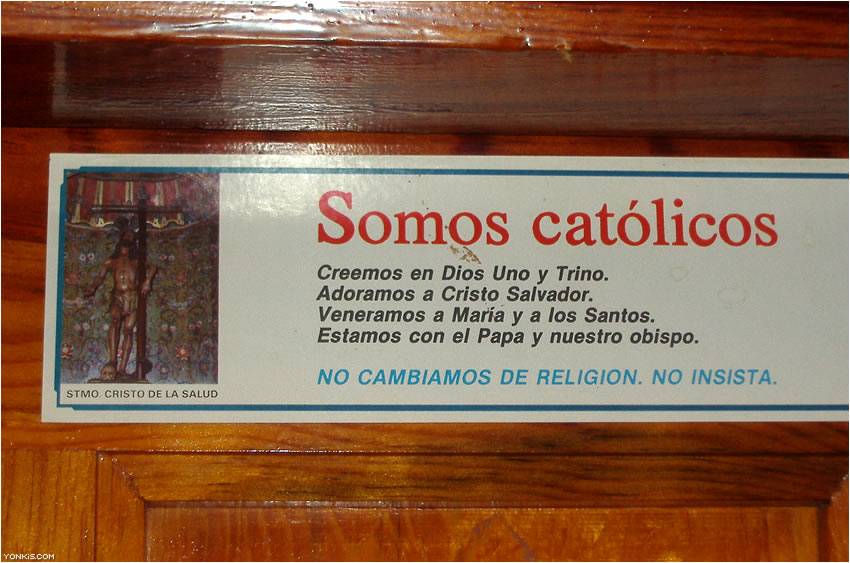 Somos católicos
Creemos en Dios Uno y Trino.
Adoramos a Cristo Salvador.
Veneramos a María y a los Santos.
Estamos con el Papa y nuestro obispo.
NO CAMBIAMOS DE RELIGION. NO INSISTA.
STMO. CRISTO DE LA SALUD
YONKIS.COM